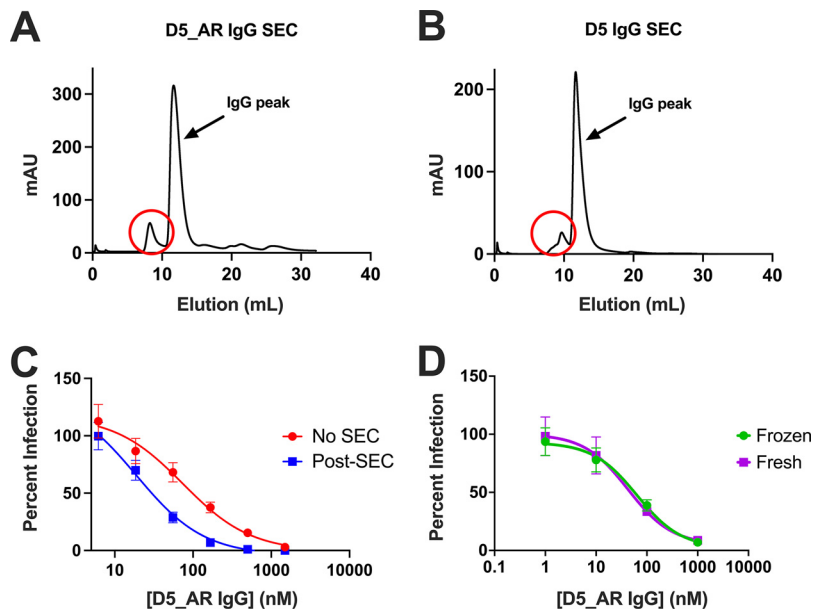 A
D5_AR IgG SEC
mAU
300
200
100
0
IgG peak
0 10 20 30 40
Elution (mL)
B
D5 IgG SEC
mAU
200
100
0
IgG peak
0 10 20 30 40
Elution (mL)
C
Percent Infection
150
100
50
0
No SEC
Post-SEC
10 100 1000 10000
[D5_AR IgG] (nM)
D
Percent Infection
150
100
50
0
Frozen
Fresh
0.1 1 10 100 1000 10000
[D5_AR IgG] (nM)